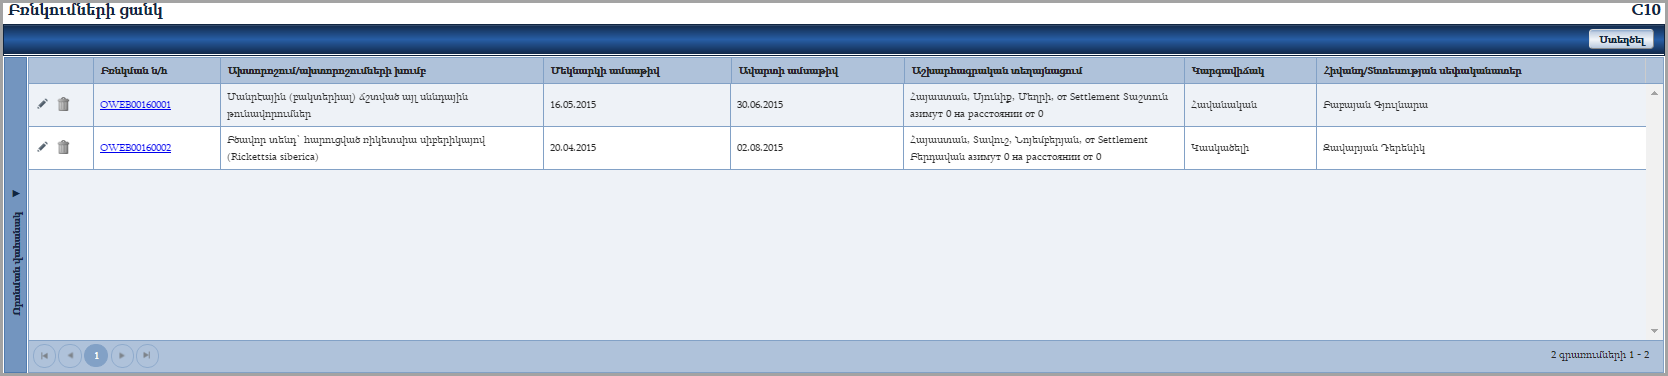 Բռնկումների ցանկ
C10
Ստեղծել
Բռնկման ն/h
Ախտորոշում/ախտորոշումների խումբ
Մեկնարկի ամսաթիվ
Ավարտի ամսաթիվ
Աշխարհագրական տեղայնացում
Կարգավիճակ
Հիվանդ/Տնտեսության սեփականատեր
OWEB00160001
Մանրէային (բակտերիալ) ճշտված այլ սննդային
թունավորումներ
16.05.2015
30.06.2015
Հայաստան, Սյունիք, Մեղրի, от Settlement Տաշտուն
азимут 0 на расстоянии от 0
Հավանական
Բաբայան Գյուլնարա
OWEB00160002
Բծավոր տենդ՝ հարուցված ռիկետսիա սիբերիկայով
(Rickettsia siberica)
20.04.2015
02.08.2015
Հայաստան, Տավուշ, Նոյեմբերյան, от Settlement
Բերդավան азимут 0 на расстоянии от 0
Կասկածելի
Զավարյան Դերենիկ
Որոնման վահանակ
1
2 գրառումների 1 - 2